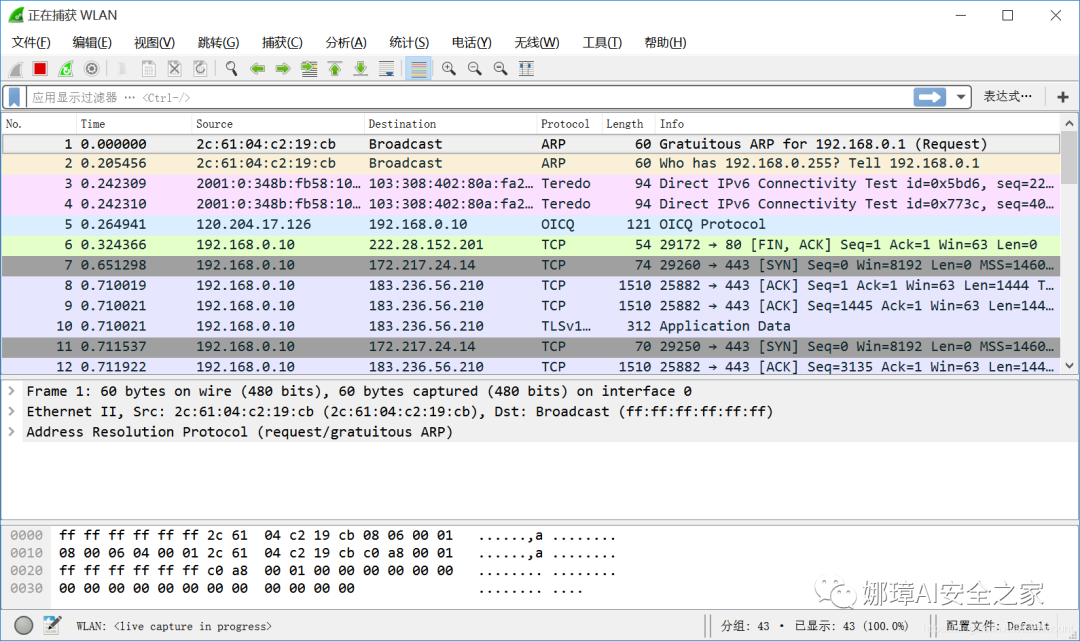 正在捕获 WLAN
文件(F) 编辑(E) 视图(V) 跳转(G) 捕获(C) 分析(A) 统计(S) 电话(Y) 无线(W) 工具(T) 帮助(H)
应用显示过滤器 … <Ctrl-/> 表达式…
No. Time Source Destination Protocol Length Info
1 0.000000 2c:61:04:c2:19:cb Broadcast ARP 60 Gratuitous ARP for 192.168.0.1 (Request)
2 0.205456 2c:61:04:c2:19:cb Broadcast ARP 60 Who has 192.168.0.255? Tell 192.168.0.1
3 0.242309 2001:0:348b:fb58:10… 103:308:402:80a:fa2… Teredo 94 Direct IPv6 Connectivity Test id=0x5bd6, seq=22…
4 0.242310 2001:0:348b:fb58:10… 103:308:402:80a:fa2… Teredo 94 Direct IPv6 Connectivity Test id=0x773c, seq=40…
5 0.264941 120.204.17.126 192.168.0.10 OICQ 121 OICQ Protocol
6 0.324366 192.168.0.10 222.28.152.201 TCP 54 29172 → 80 [FIN, ACK] Seq=1 Ack=1 Win=63 Len=0
7 0.651298 192.168.0.10 172.217.24.14 TCP 74 29260 → 443 [SYN] Seq=0 Win=8192 Len=0 MSS=1460…
8 0.710019 192.168.0.10 183.236.56.210 TCP 1510 25882 → 443 [ACK] Seq=1 Ack=1 Win=63 Len=1444 T…
9 0.710021 192.168.0.10 183.236.56.210 TCP 1510 25882 → 443 [ACK] Seq=1445 Ack=1 Win=63 Len=144…
10 0.710021 192.168.0.10 183.236.56.210 TLSv1… 312 Application Data
11 0.711537 192.168.0.10 172.217.24.14 TCP 70 29250 → 443 [SYN] Seq=0 Win=8192 Len=0 MSS=1460…
12 0.711922 192.168.0.10 183.236.56.210 TCP 1510 25882 → 443 [ACK] Seq=3135 Ack=1 Win=63 Len=144…
Frame 1: 60 bytes on wire (480 bits), 60 bytes captured (480 bits) on interface 0
Ethernet II, Src: 2c:61:04:c2:19:cb (2c:61:04:c2:19:cb), Dst: Broadcast (ff:ff:ff:ff:ff:ff)
Address Resolution Protocol (request/gratuitous ARP)
0000 ff ff ff ff ff ff 2c 61 04 c2 19 cb 08 06 00 01 ......,a ........
0010 08 00 06 04 00 01 2c 61 04 c2 19 cb c0 a8 00 01 ......,a ........
0020 ff ff ff ff ff ff c0 a8 00 01 00 00 00 00 00 00 ........ ........
0030 00 00 00 00 00 00 00 00 00 00 00 00 ........ ....
娜璋AI安全之家
WLAN: <live capture in progress> 分组: 43 · 已显示: 43 (100.0%) 配置文件: Default